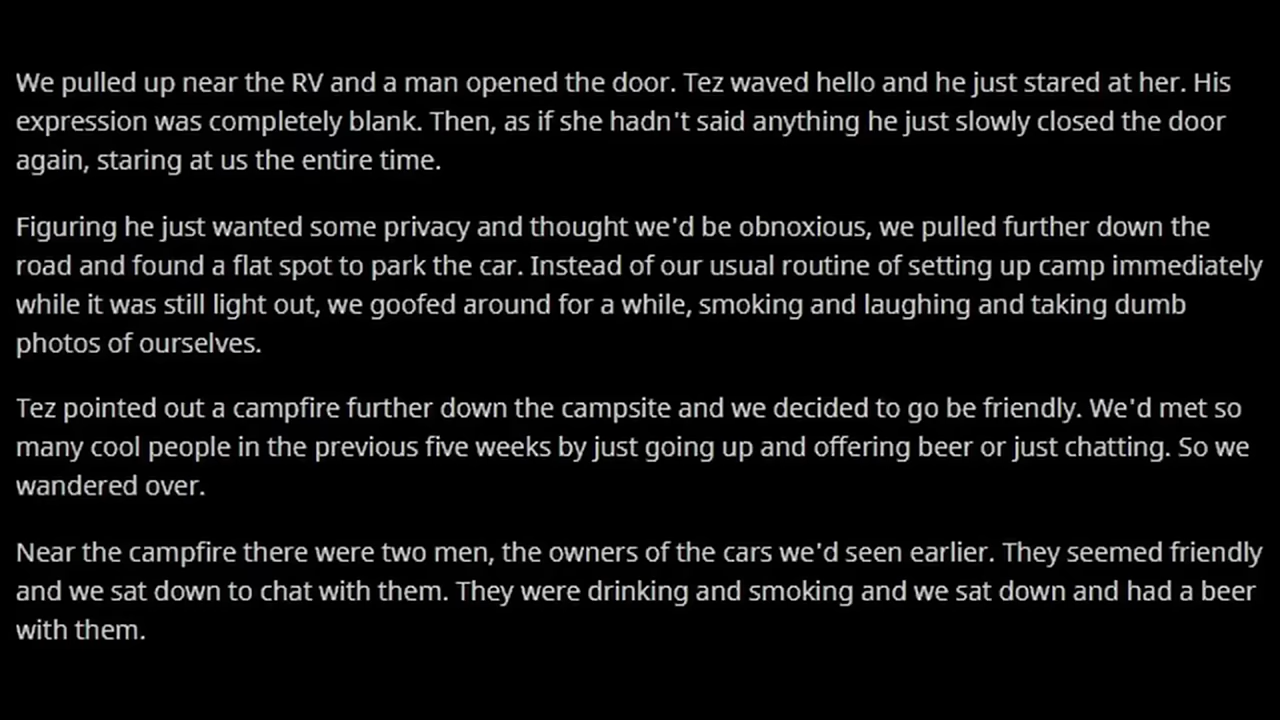 We pulled up near the RV and a man opened the door. Tez waved hello and he just stared at her. His
expression was completely blank. Then, as if she hadn't said anything he just slowly closed the door
again, staring at us the entire time.
Figuring he just wanted some privacy and thought we'd be obnoxious, we pulled further down the
road and found a flat spot to park the car. Instead of our usual routine of setting up camp immediately
while it was still light out, we goofed around for a while, smoking and laughing and taking dumb
photos of ourselves.
Tez pointed out a campfire further down the campsite and we decided to go be friendly. We'd met so
many cool people in the previous five weeks by just going up and offering beer or just chatting. So we
wandered over.
Near the campfire there were two men, the owners of the cars we'd seen earlier. They seemed friendly
and we sat down to chat with them. They were drinking and smoking and we sat down and had a beer
with them.